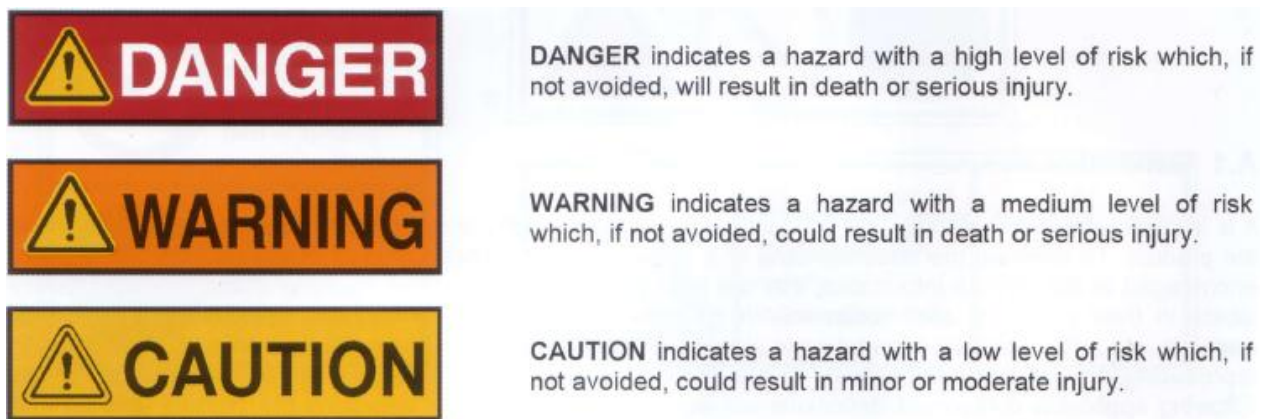 DANGER
DANGER indicates a hazard with a high level of risk which, if
not avoided, will result in death or serious injury.
WARNING
WARNING indicates a hazard with a medium level of risk
which, if not avoided, could result in death or serious injury.
CAUTION
CAUTION indicates a hazard with a low level of risk which, if
not avoided, could result in minor or moderate injury.